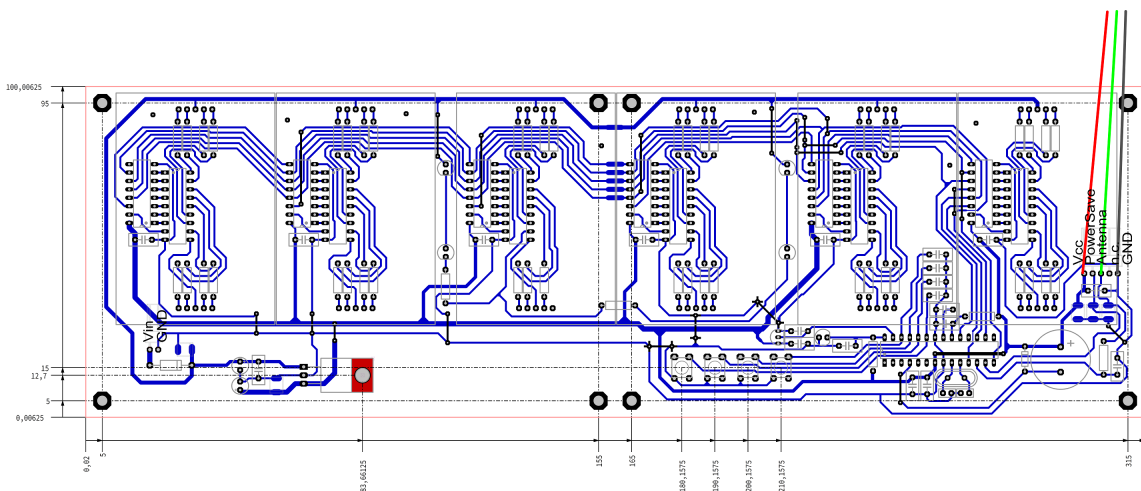 100,00625
95
Vcc
PowerSave
Antenna
n.c.
GND
Vin
GND
15
12,7
5
0,00625
0,02
5
83,66125
155
165
180,1575
190,1575
200,1575
210,1575
315